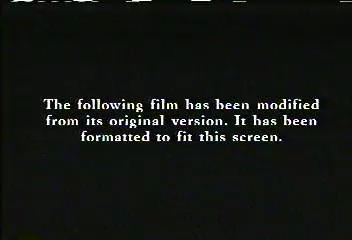 The following film has been modified
from its original version. It has been
formatted to fit this screen.